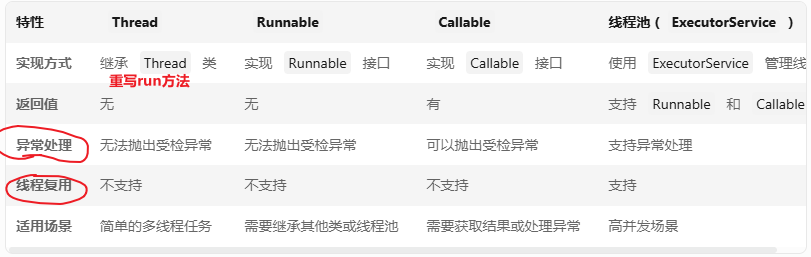 特性 Thread Runnable Callable 线程池（ ExecutorService ）
实现方式 继承 Thread 类 实现 Runnable 接口 实现 Callable 接口 使用 ExecutorService 管理线
重写run方法
返回值 无 无 有 支持 Runnable 和 Callable
异常处理 无法抛出受检异常 无法抛出受检异常 可以抛出受检异常 支持异常处理
线程复用 不支持 不支持 不支持 支持
适用场景 简单的多线程任务 需要继承其他类或线程池 需要获取结果或处理异常 高并发场景